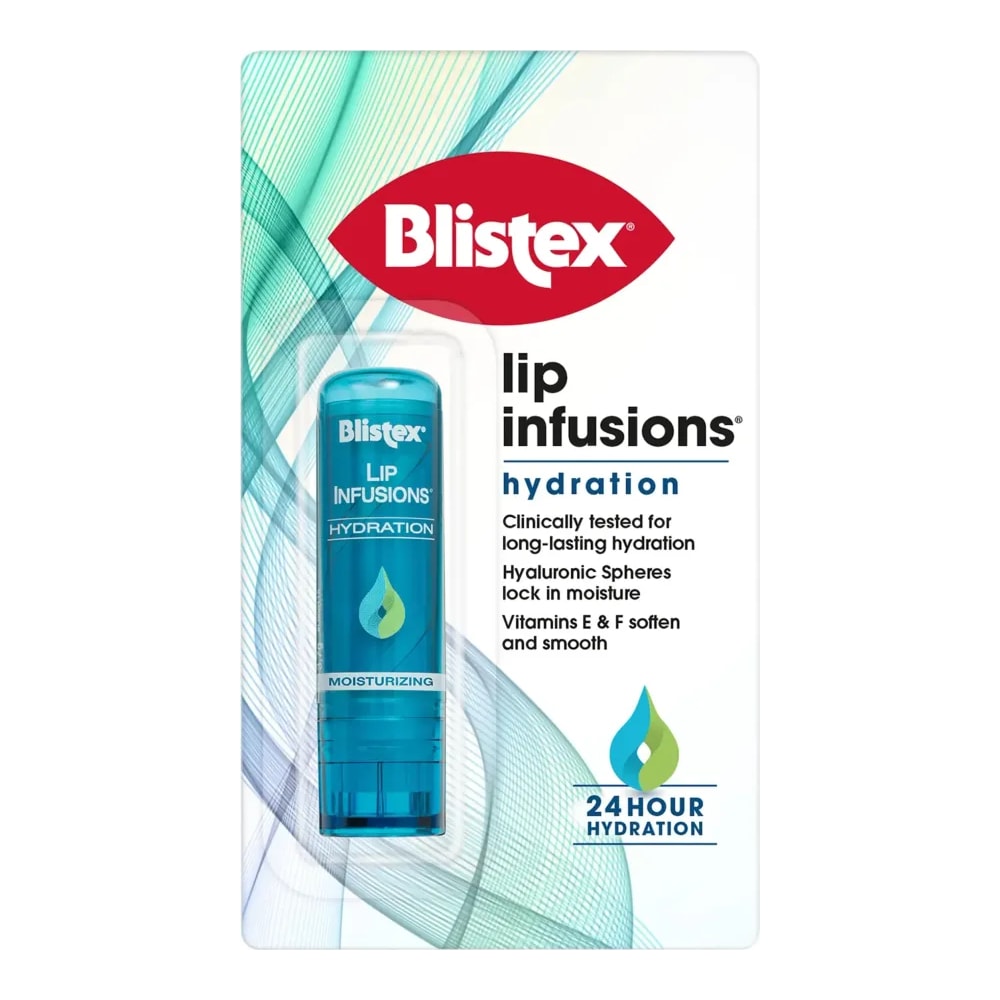 Blistex®
lip
infusions®
hydration
Clinically tested for
long-lasting hydration
Hyaluronic Spheres
lock in moisture
Vitamins E & F soften
and smooth
24 HOUR
HYDRATION
Blistex®
LIP
INFUSIONS®
HYDRATION
MOISTURIZING